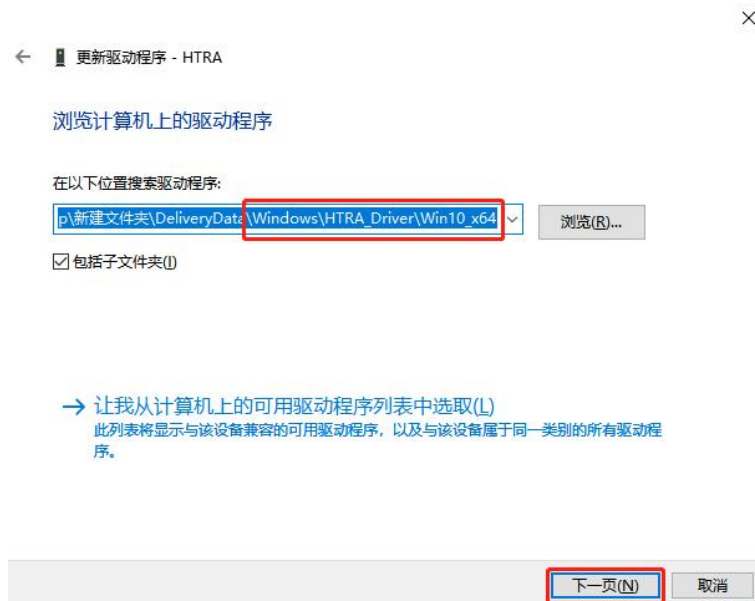 更新驱动程序 - HTRA
浏览计算机上的驱动程序
在以下位置搜索驱动程序:
p\新建文件夹\DeliveryData\Windows\HTRA_Driver\Win10_x64
浏览(R)...
包括子文件夹(I)
让我从计算机上的可用驱动程序列表中选取(L)
此列表将显示与该设备兼容的可用驱动程序，以及与该设备属于同一类别的所有驱动程
序。
下一页(N)
取消